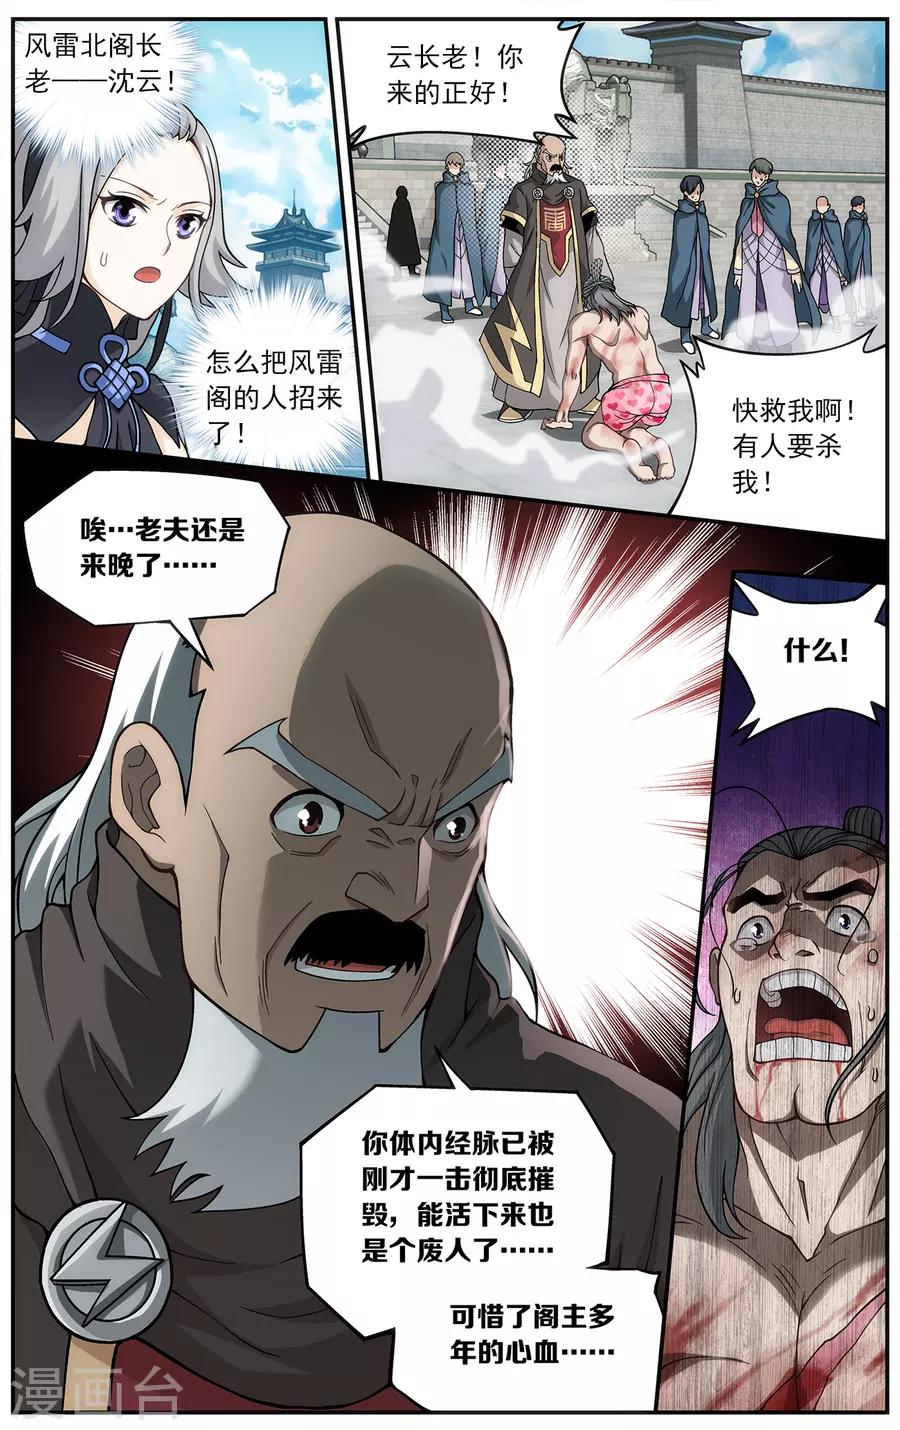 风雷北阁长
老——沈云！
怎么把风雷
阁的人招来
了！
云长老！你
来的正好！
快救我啊！
有人要杀
我！
唉…老夫还是
来晚了……
什么！
你体内经脉已被
刚才一击彻底摧
毁，能活下来也
是个废人了……
可惜了阁主多
年的心血……
漫画台